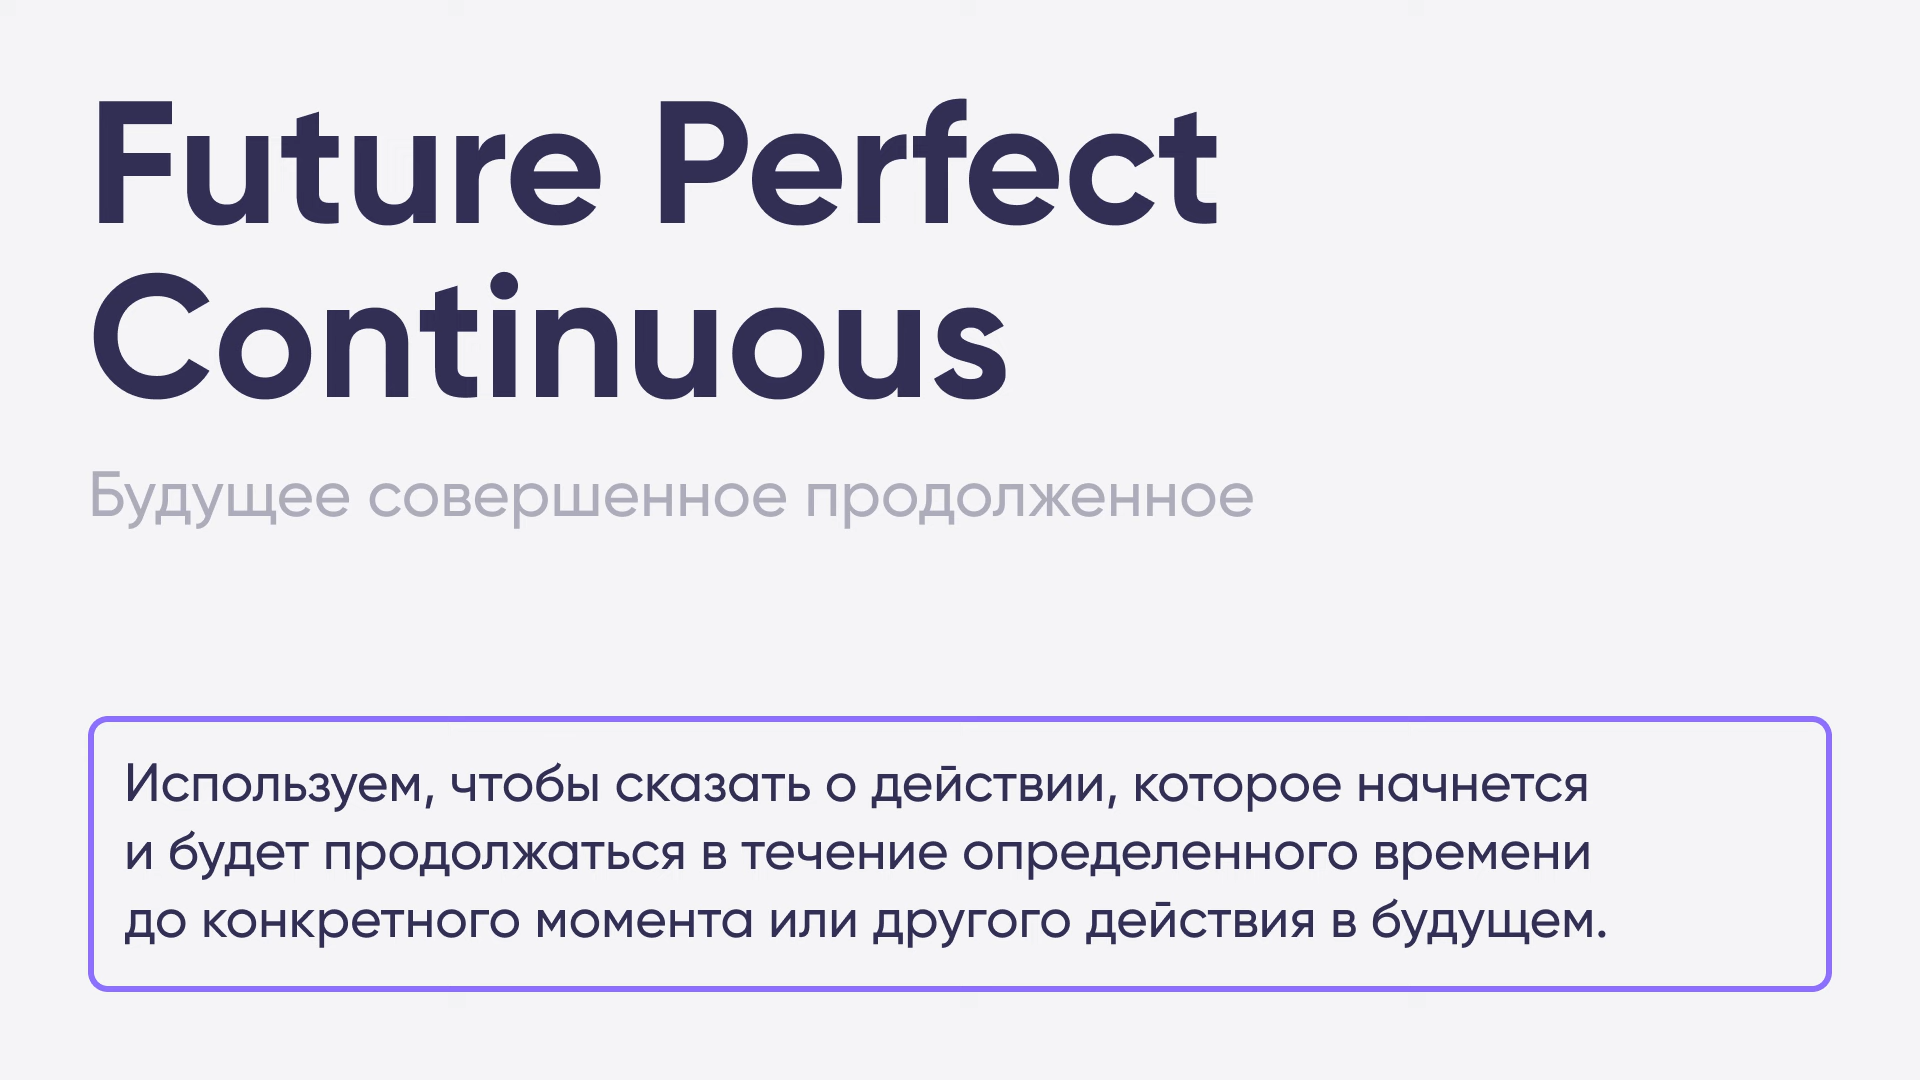 Future Perfect
Continuous
Будущее совершенное продолженное
Используем, чтобы сказать о действии, которое начнется
и будет продолжаться в течение определенного времени
до конкретного момента или другого действия в будущем.